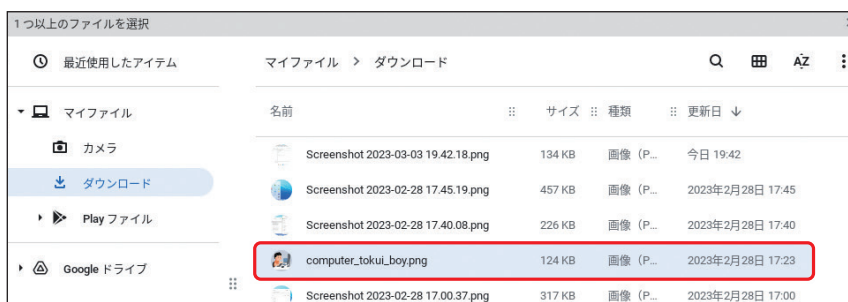 1つ以上のファイルを選択
最近使用したアイテム
マイファイル
カメラ
ダウンロード
Play ファイル
Google ドライブ
マイファイル > ダウンロード
AZ
名前 サイズ 種類 更新日
Screenshot 2023-03-03 19.42.18.png 134 KB 画像（P... 今日 19:42
Screenshot 2023-02-28 17.45.19.png 457 KB 画像（P... 2023年2月28日 17:45
Screenshot 2023-02-28 17.40.08.png 226 KB 画像（P... 2023年2月28日 17:40
computer_tokui_boy.png 124 KB 画像（P... 2023年2月28日 17:23
Screenshot 2023-02-28 17.00.37.png 317 KB 画像（P... 2023年2月28日 17:00